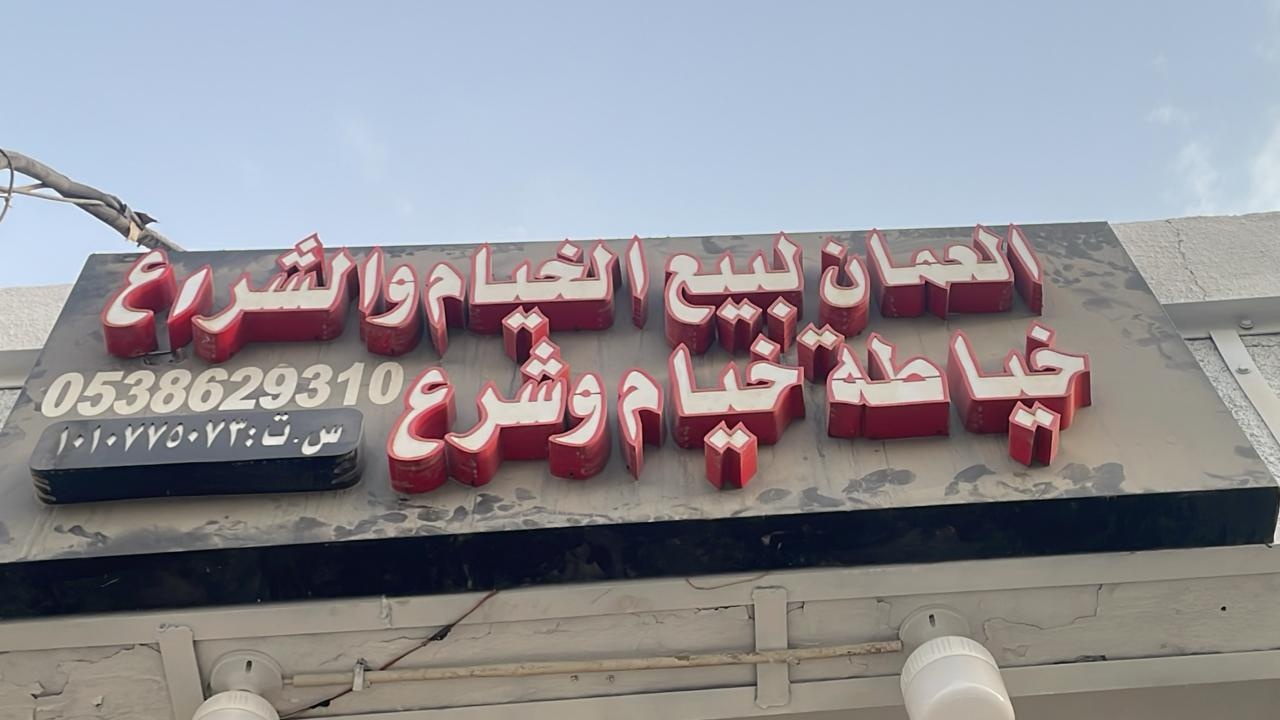 العمان لبيع الخيام والشراع
خياطة خيام وشرع
0538629310
س.ت: ١٠١٠٧٧٥٠٧٣